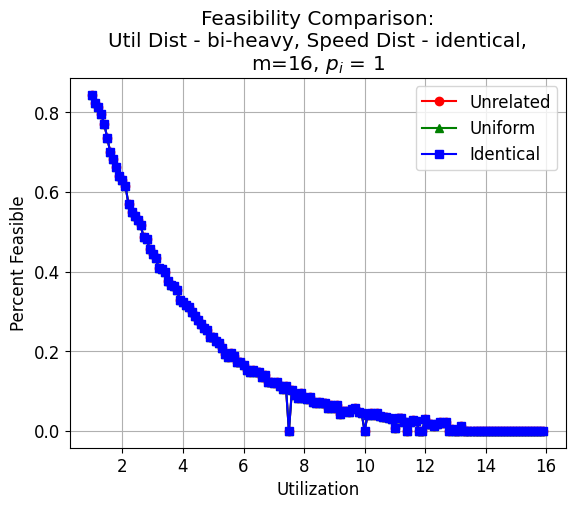 Feasibility Comparison:
Util Dist - bi-heavy, Speed Dist - identical,
m=16, $p_i$ = 1
Unrelated
Uniform
Identical
Percent Feasible
0.8
0.6
0.4
0.2
0.0
2 4 6 8 10 12 14 16
Utilization